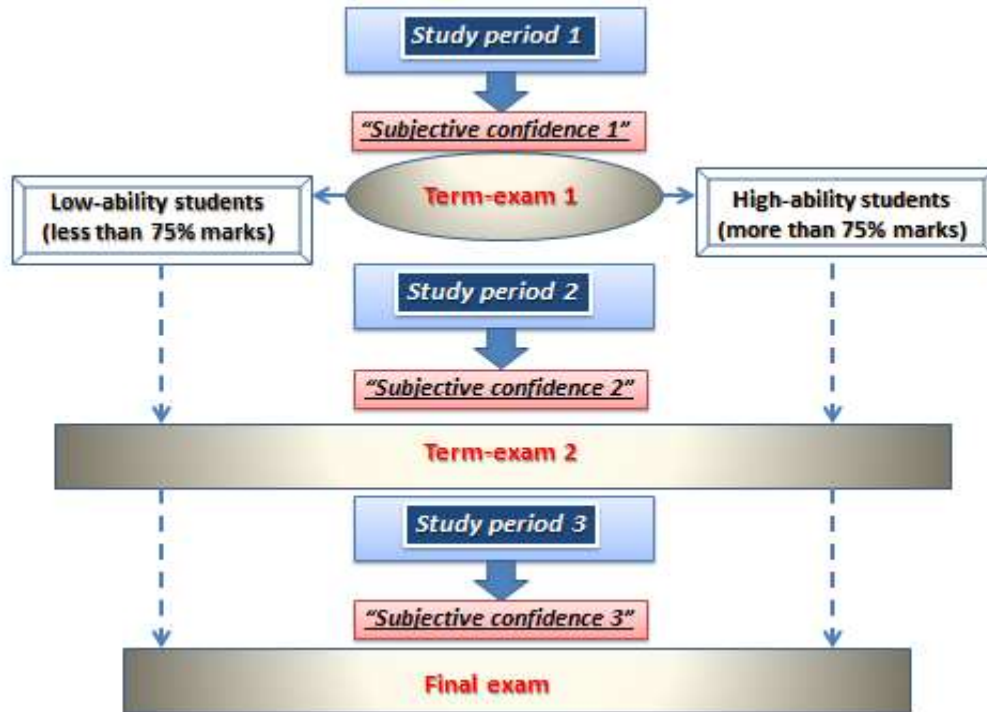 Study period 1
“Subjective confidence 1”
Term-exam 1
Low-ability students
(less than 75% marks)
High-ability students
(more than 75% marks)
Study period 2
“Subjective confidence 2”
Term-exam 2
Study period 3
“Subjective confidence 3”
Final exam